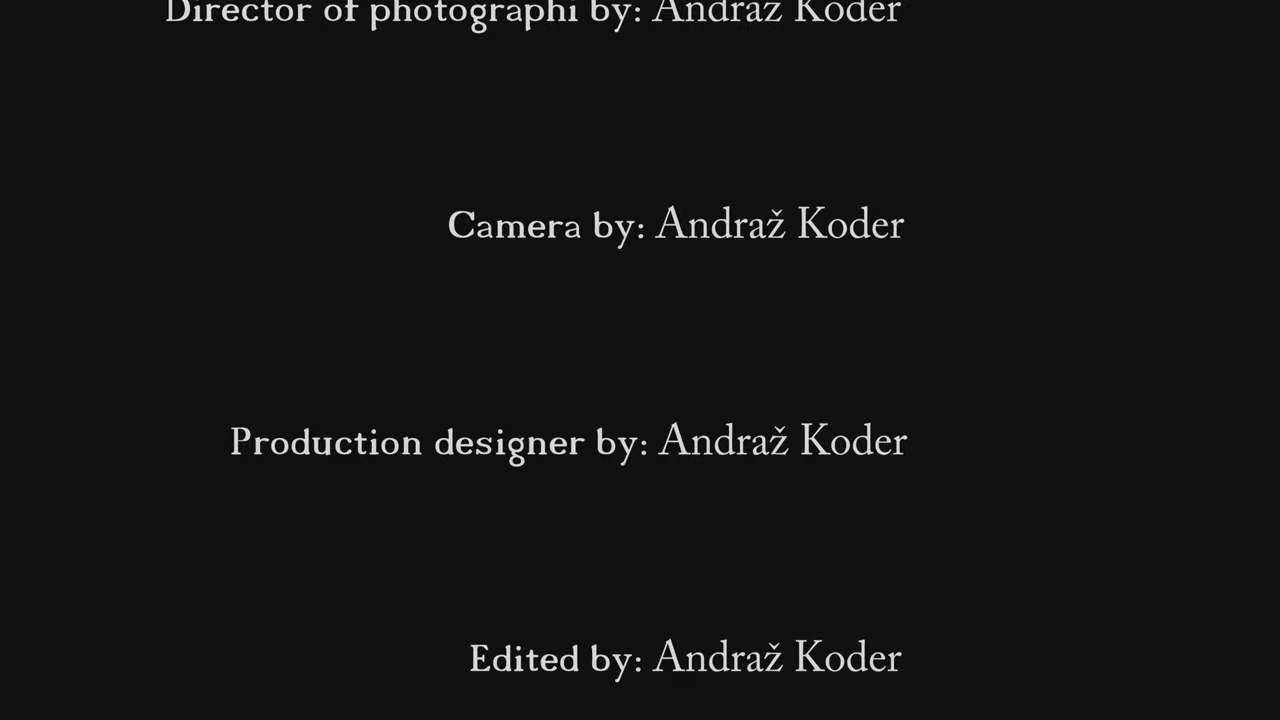 Director of photographi by: Andraž Koder
Camera by: Andraž Koder
Production designer by: Andraž Koder
Edited by: Andraž Koder